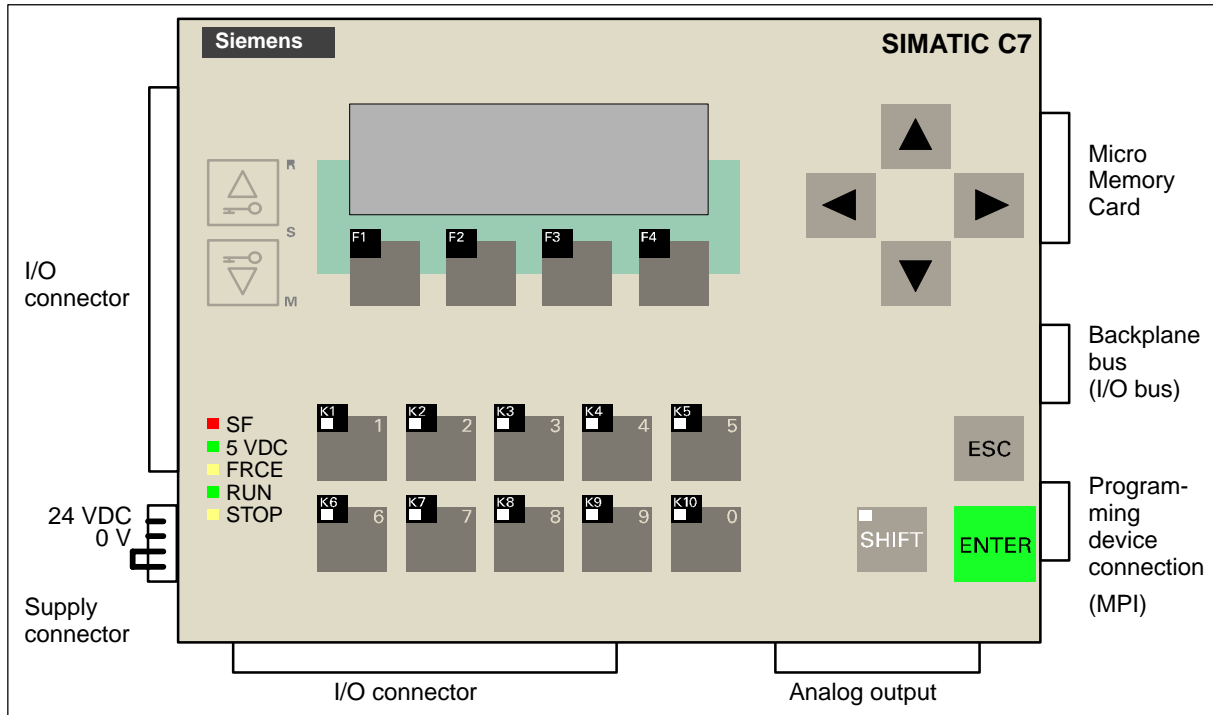 Siemens
SIMATIC C7
R
S
M
F1
F2
F3
F4
Micro
Memory
Card
I/O
connector
Backplane
bus
(I/O bus)
SF
5 VDC
FRCE
RUN
STOP
K1
1
K2
2
K3
3
K4
4
K5
5
K6
6
K7
7
K8
8
K9
9
K10
0
ESC
SHIFT
ENTER
Program-
ming
device
connection
(MPI)
24 VDC
0 V
Supply
connector
I/O connector
Analog output